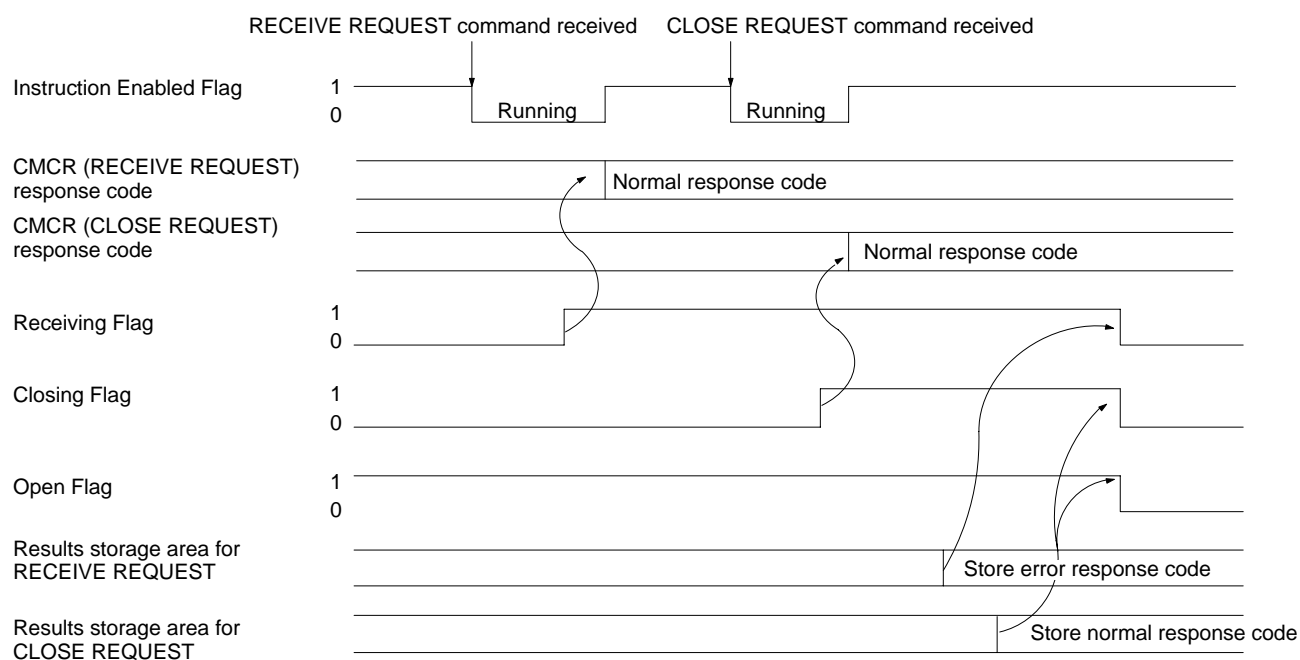 RECEIVE REQUEST command received
CLOSE REQUEST command received
Instruction Enabled Flag
1
0
Running
Running
CMCR (RECEIVE REQUEST)
response code
Normal response code
CMCR (CLOSE REQUEST)
response code
Normal response code
Receiving Flag
1
0
Closing Flag
1
0
Open Flag
1
0
Results storage area for
RECEIVE REQUEST
Store error response code
Results storage area for
CLOSE REQUEST
Store normal response code